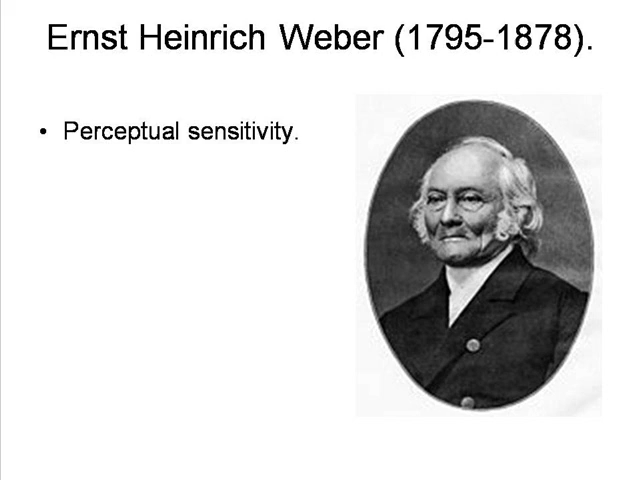 Ernst Heinrich Weber (1795-1878).
• Perceptual sensitivity.